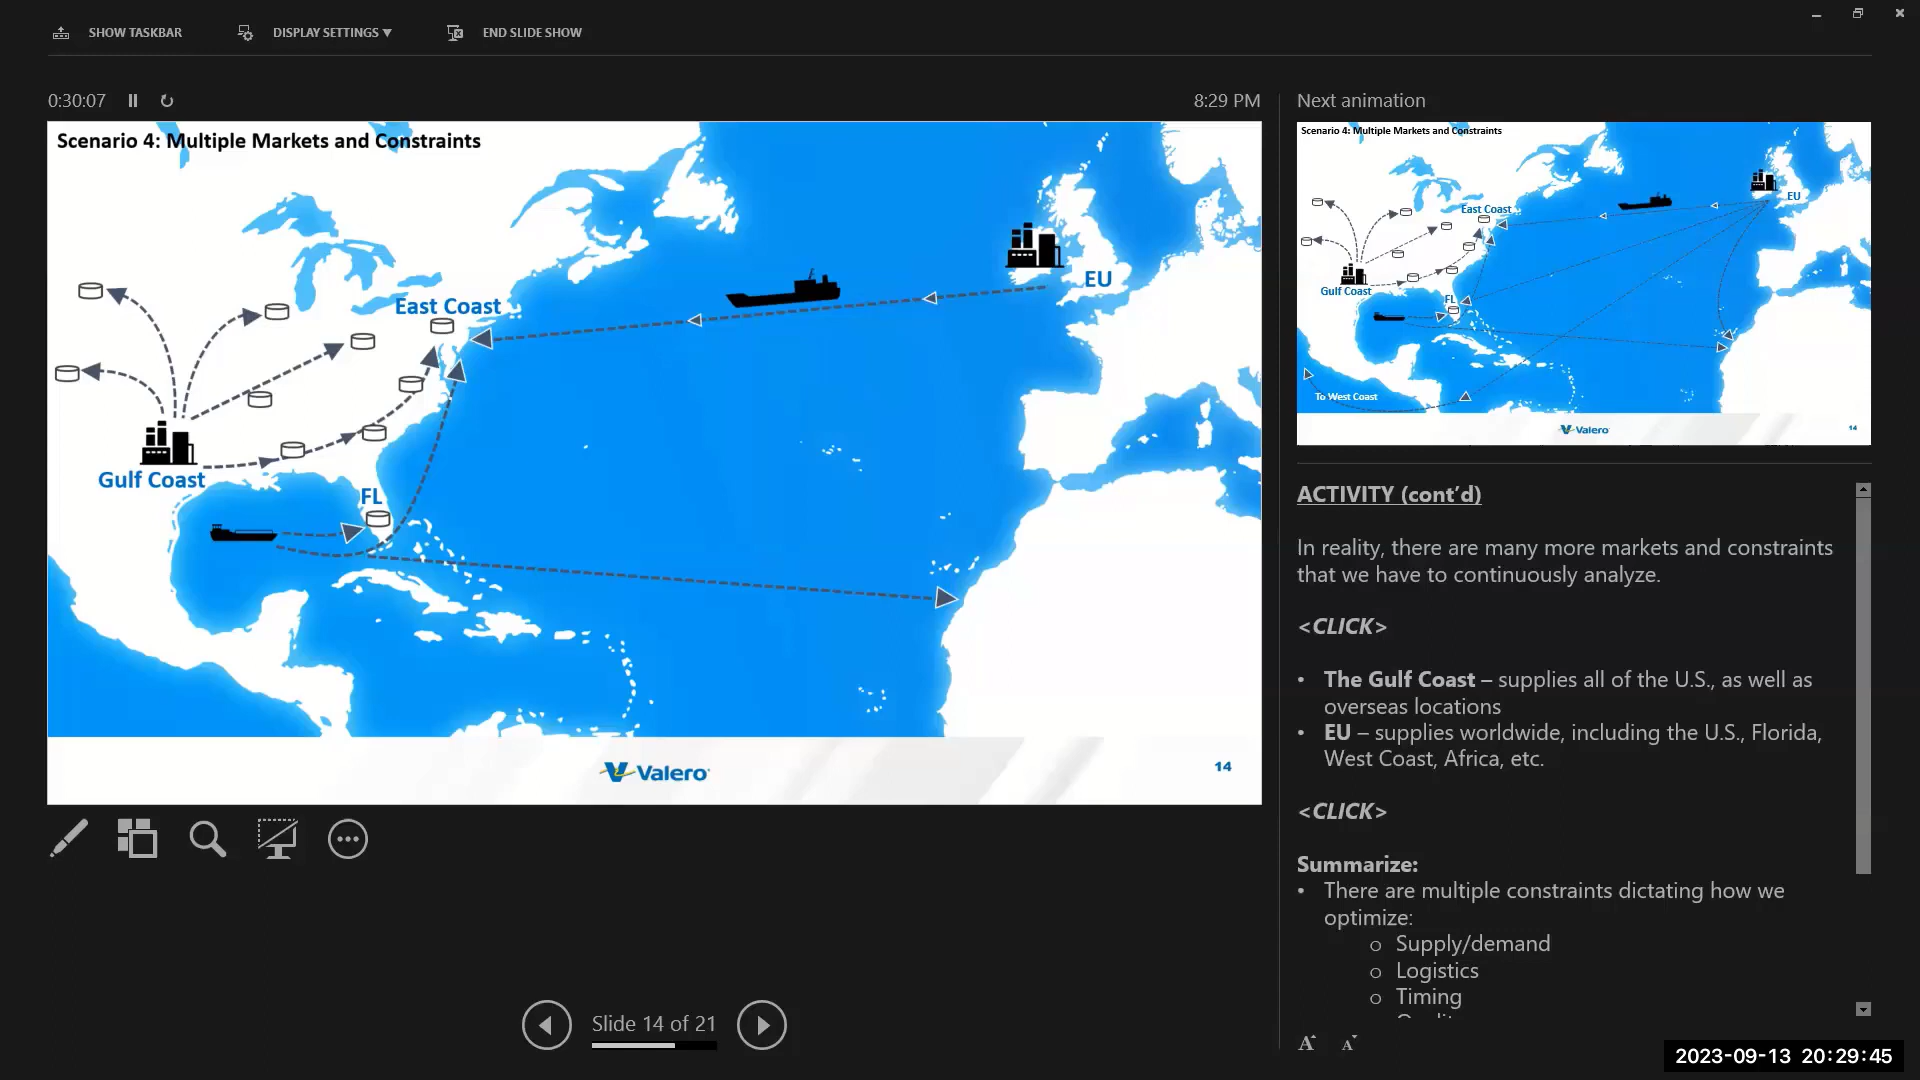 SHOW TASKBAR
DISPLAY SETTINGS ▼
END SLIDE SHOW
0:30:07
8:29 PM
Next animation
Scenario 4: Multiple Markets and Constraints
East Coast
EU
Gulf Coast
FL
Valero
14
Scenario 4: Multiple Markets and Constraints
East Coast
EU
Gulf Coast
FL
To West Coast
Valero
14
ACTIVITY (cont'd)
In reality, there are many more markets and constraints
that we have to continuously analyze.
<CLICK>
• The Gulf Coast – supplies all of the U.S., as well as
overseas locations
• EU – supplies worldwide, including the U.S., Florida,
West Coast, Africa, etc.
<CLICK>
Summarize:
• There are multiple constraints dictating how we
optimize:
o Supply/demand
o Logistics
o Timing
Slide 14 of 21
A A
2023-09-13 20:29:45